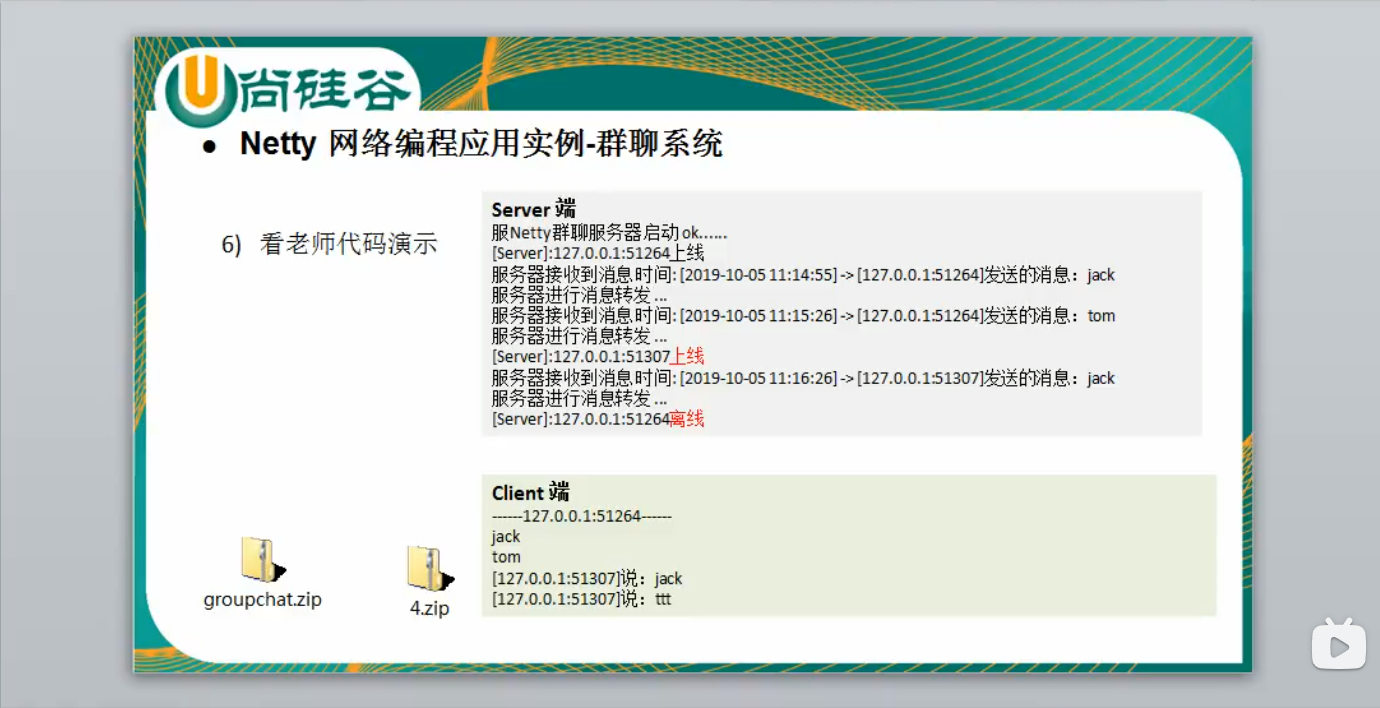 尚硅谷
● Netty 网络编程应用实例-群聊系统
6) 看老师代码演示
Server 端
服Netty群聊服务器启动 ok......
[Server]:127.0.0.1:51264上线
服务器接收到消息 时间: [2019-10-05 11:14:55] -> [127.0.0.1:51264]发送的消息：jack
服务器进行消息转发 ...
服务器接收到消息 时间: [2019-10-05 11:15:26] -> [127.0.0.1:51264]发送的消息：tom
服务器进行消息转发 ...
[Server]:127.0.0.1:51307上线
服务器接收到消息 时间: [2019-10-05 11:16:26] -> [127.0.0.1:51307]发送的消息：jack
服务器进行消息转发 ...
[Server]:127.0.0.1:51264离线
Client 端
------127.0.0.1:51264------
jack
tom
[127.0.0.1:51307]说：jack
[127.0.0.1:51307]说：ttt
groupchat.zip
4.zip